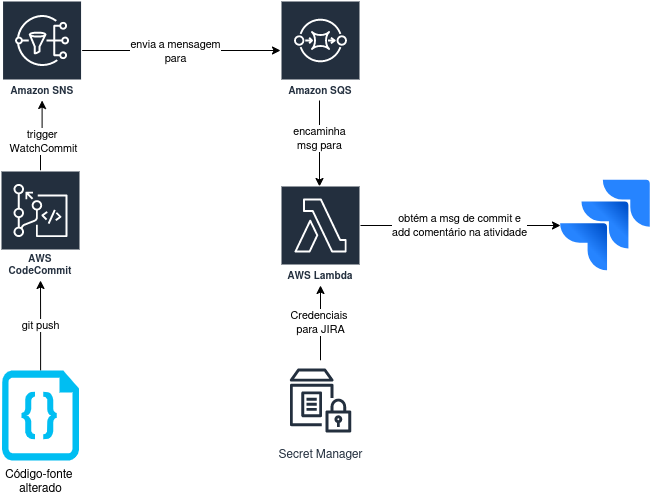 envia a mensagem
para
Amazon SNS
Amazon SQS
trigger
WatchCommit
encaminha
msg para
AWS
CodeCommit
AWS Lambda
obtém a msg de commit e
add comentário na atividade
git push
Credenciais
para JIRA
Secret Manager
Código-fonte
alterado